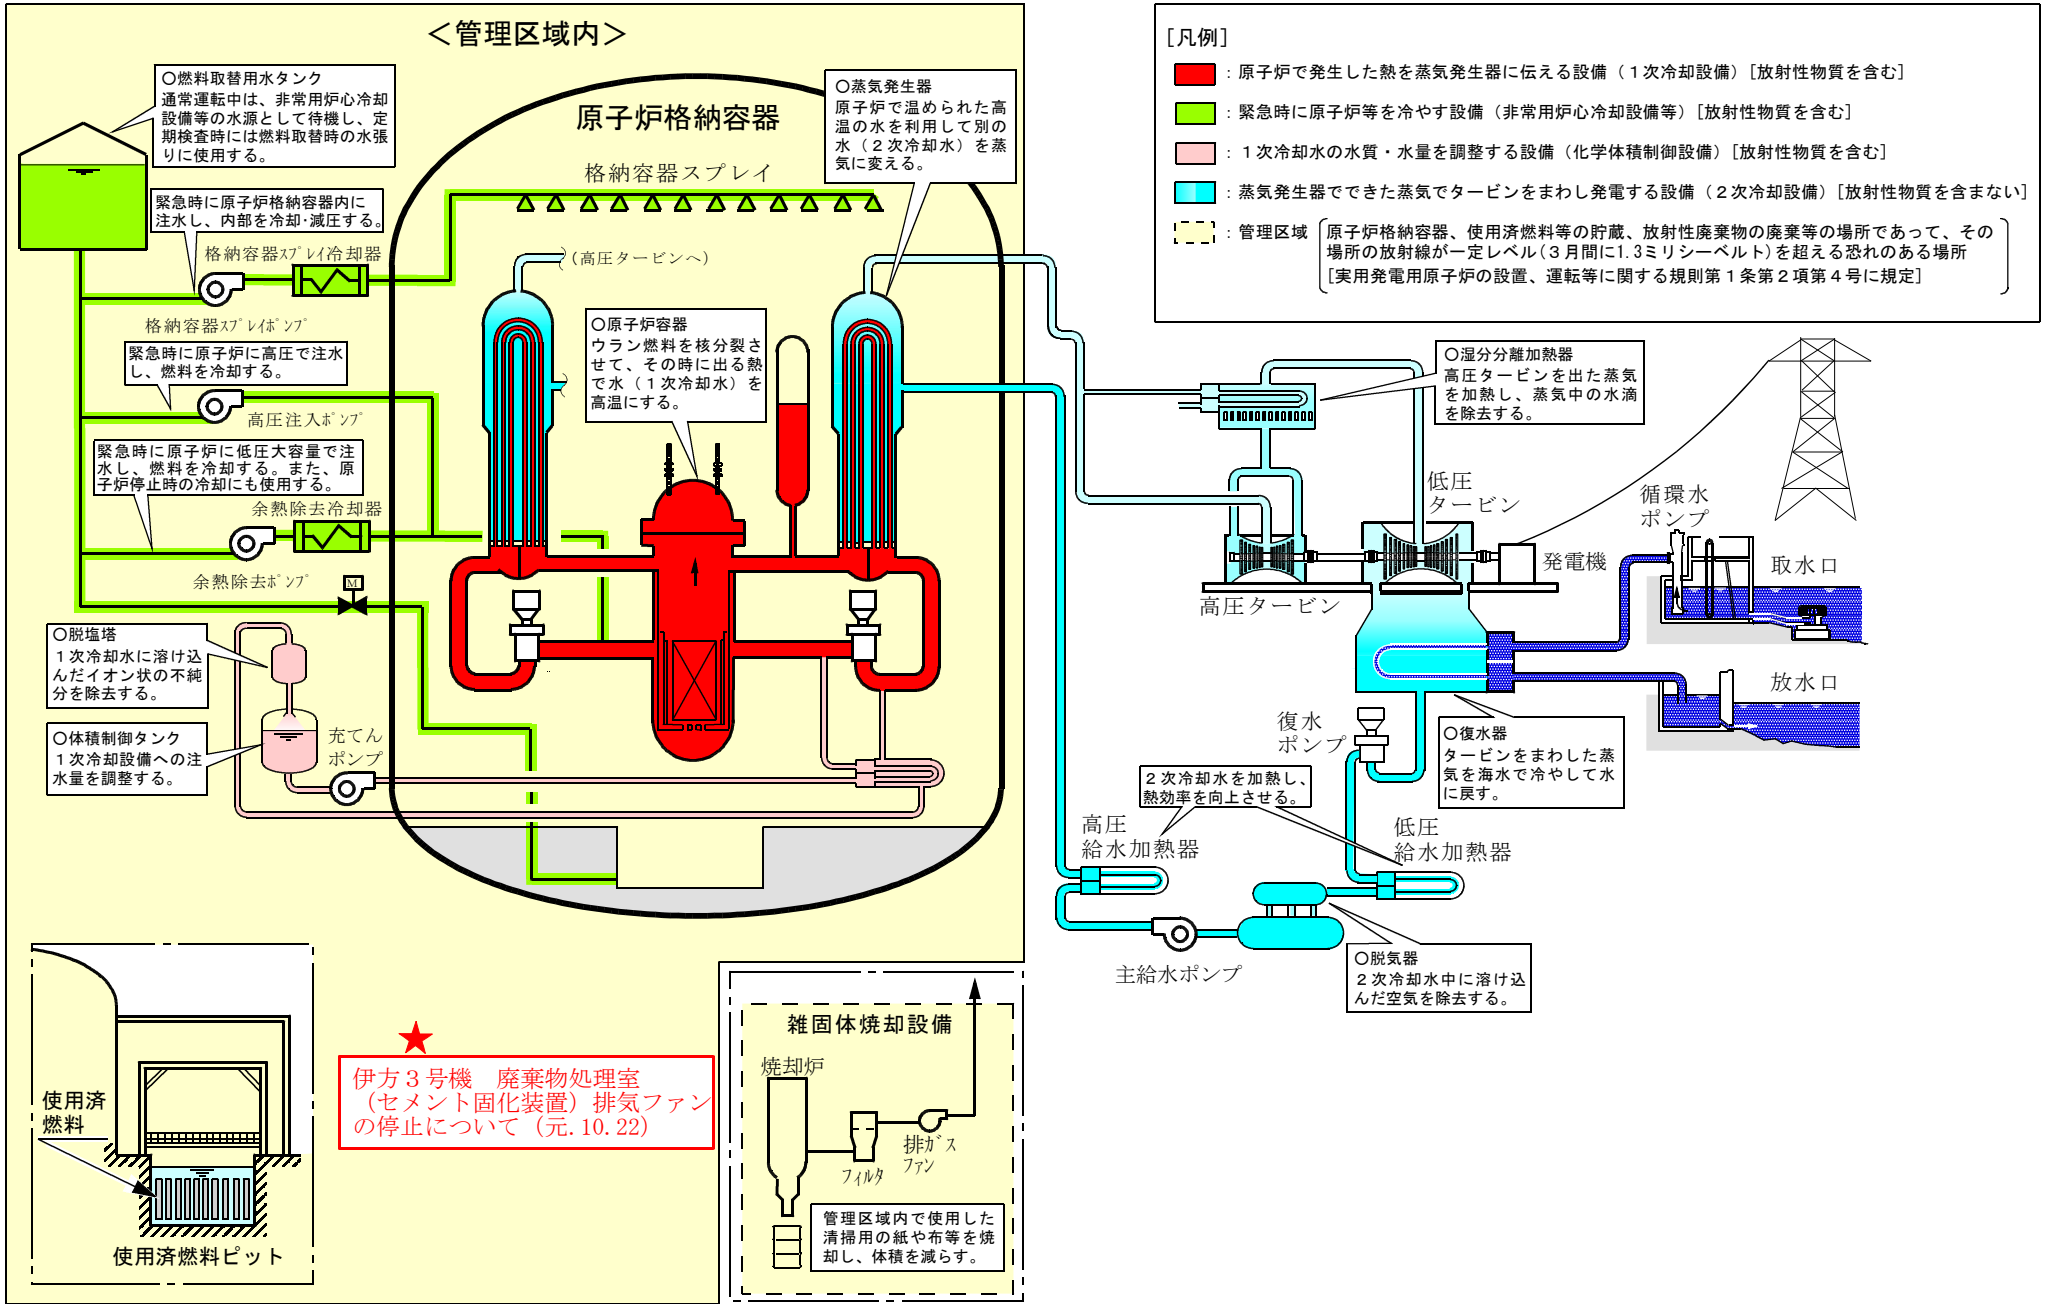 ＜管理区域内＞
○燃料取替用水タンク
通常運転中は、非常用炉心冷却
設備等の水源として待機し、定
期検査時には燃料取替時の水張
りに使用する。
緊急時に原子炉格納容器内に
注水し、内部を冷却･減圧する。
格納容器ｽﾌﾟﾚｲ冷却器
格納容器ｽﾌﾟﾚｲﾎﾟﾝﾌﾟ
緊急時に原子炉に高圧で注水
し、燃料を冷却する。
高圧注入ﾎﾟﾝﾌﾟ
緊急時に原子炉に低圧大容量で注
水し、燃料を冷却する。また、原
子炉停止時の冷却にも使用する。
余熱除去冷却器
余熱除去ﾎﾟﾝﾌﾟ
M
○脱塩塔
１次冷却水に溶け込
んだイオン状の不純
分を除去する。
○体積制御タンク
１次冷却設備への注
水量を調整する。
充てん
ポンプ
原子炉格納容器
格納容器スプレイ
○蒸気発生器
原子炉で温められた高
温の水を利用して別の
水（２次冷却水）を蒸
気に変える。
（高圧タービンへ）
○原子炉容器
ウラン燃料を核分裂さ
せて、その時に出る熱
で水（１次冷却水）を
高温にする。
[凡例]
：原子炉で発生した熱を蒸気発生器に伝える設備（１次冷却設備）[放射性物質を含む]
：緊急時に原子炉等を冷やす設備（非常用炉心冷却設備等）[放射性物質を含む]
：１次冷却水の水質・水量を調整する設備（化学体積制御設備）[放射性物質を含む]
：蒸気発生器でできた蒸気でタービンをまわし発電する設備（２次冷却設備）[放射性物質を含まない]
：管理区域
原子炉格納容器、使用済燃料等の貯蔵、放射性廃棄物の廃棄等の場所であって、その
場所の放射線が一定レベル(３月間に1.3ミリシーベルト)を超える恐れのある場所
[実用発電用原子炉の設置、運転等に関する規則第１条第２項第４号に規定]
○湿分分離加熱器
高圧タービンを出た蒸気
を加熱し、蒸気中の水滴
を除去する。
低圧
タービン
高圧タービン
発電機
循環水
ポンプ
取水口
放水口
復水
ポンプ
○復水器
タービンをまわした蒸
気を海水で冷やして水
に戻す。
２次冷却水を加熱し、
熱効率を向上させる。
高圧
給水加熱器
低圧
給水加熱器
主給水ポンプ
○脱気器
２次冷却水中に溶け込
んだ空気を除去する。
使用済
燃料
使用済燃料ピット
伊方３号機　廃棄物処理室
（セメント固化装置）排気ファン
の停止について（元.10.22）
雑固体焼却設備
焼却炉
フィルタ
排ｶﾞｽ
ファン
管理区域内で使用した
清掃用の紙や布等を焼
却し、体積を減らす。